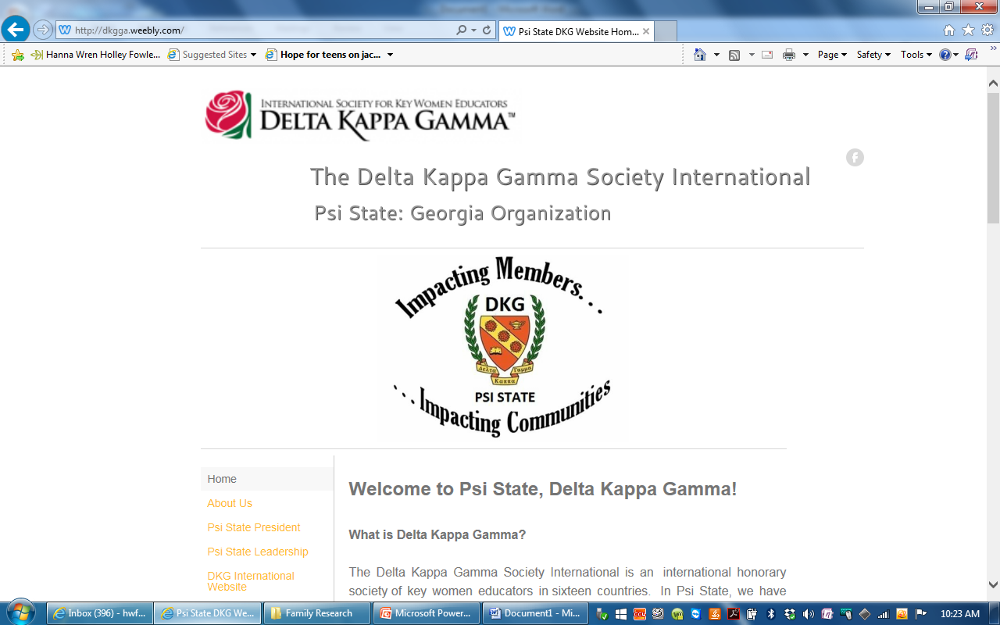 http://dkgga.weebly.com/
Psi State DKG Website Hom...
Hanna Wren Holley Fowle...
Suggested Sites
Hope for teens on jac...
Page
Safety
Tools
INTERNATIONAL SOCIETY FOR KEY WOMEN EDUCATORS
DELTA KAPPA GAMMA™
The Delta Kappa Gamma Society International
Psi State: Georgia Organization
Impacting Members...
DKG
Δελτα Γαμμα
Καππα
PSI STATE
...Impacting Communities
Home
About Us
Psi State President
Psi State Leadership
DKG International
Website
Welcome to Psi State, Delta Kappa Gamma!
What is Delta Kappa Gamma?
The Delta Kappa Gamma Society International is an international honorary
society of key women educators in sixteen countries. In Psi State, we have
Inbox (396) - hwf...
Psi State DKG We...
Family Research
Microsoft Power...
Document1 - Mi...
10:23 AM